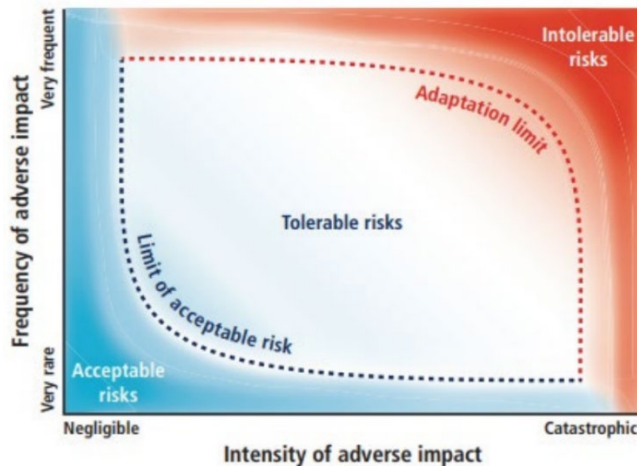 Very frequent
Intolerable
risks
Adaptation limit
Frequency of adverse impact
Tolerable risks
Limit of acceptable risk
Very rare
Acceptable
risks
Negligible
Catastrophic
Intensity of adverse impact